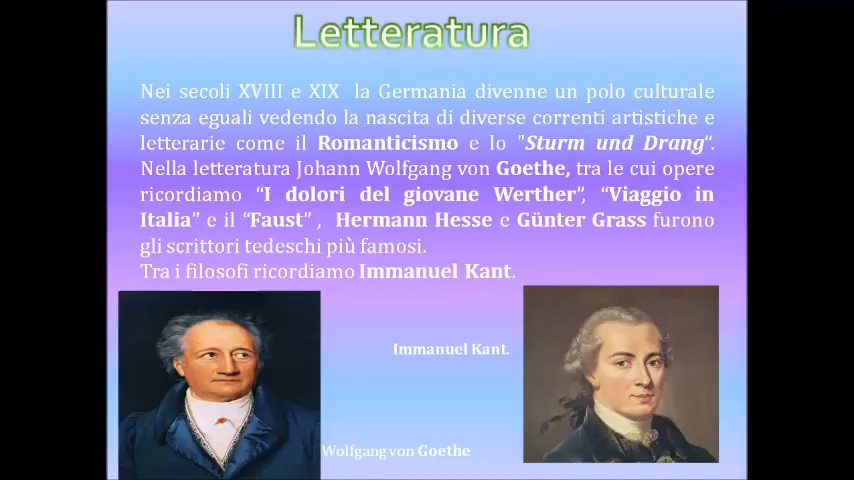 Letteratura
Nei secoli XVIII e XIX la Germania divenne un polo culturale
senza eguali vedendo la nascita di diverse correnti artistiche e
letterarie come il Romanticismo e lo "Sturm und Drang“.
Nella letteratura Johann Wolfgang von Goethe, tra le cui opere
ricordiamo “I dolori del giovane Werther”, “Viaggio in
Italia” e il “Faust” , Hermann Hesse e Günter Grass furono
gli scrittori tedeschi più famosi.
Tra i filosofi ricordiamo Immanuel Kant.
Immanuel Kant.
Wolfgang von Goethe